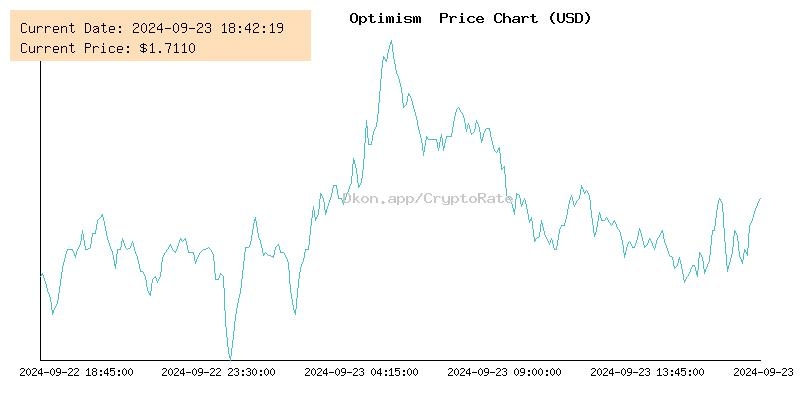 Optimism  Price Chart (USD)
Current Date: 2024-09-23 18:42:19
Current Price: $1.7110
Dkon.app/CryptoRate
2024-09-22 18:45:00 2024-09-22 23:30:00 2024-09-23 04:15:00 2024-09-23 09:00:00 2024-09-23 13:45:00 2024-09-23